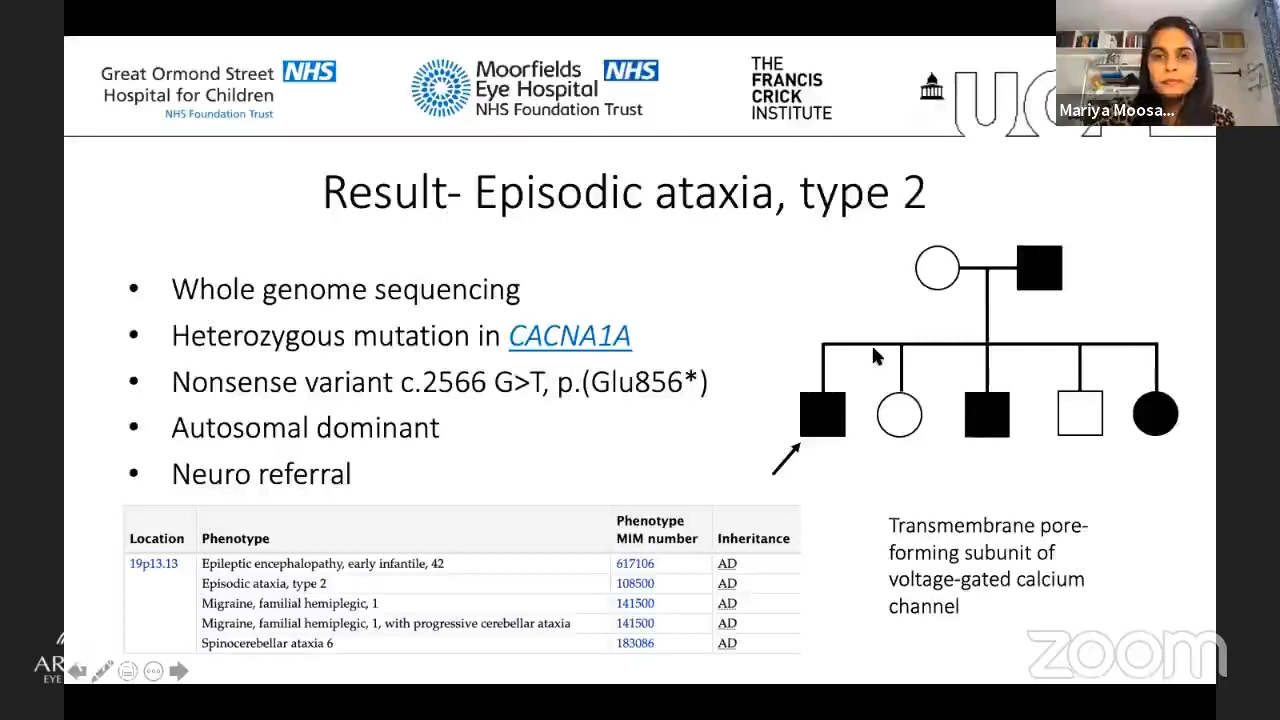 Great Ormond Street NHS
Hospital for Children
NHS Foundation Trust
Moorfields NHS
Eye Hospital
NHS Foundation Trust
THE
FRANCIS
CRICK
INSTITUTE
Mariya Moosa...
Result- Episodic ataxia, type 2
• Whole genome sequencing
• Heterozygous mutation in CACNA1A
• Nonsense variant c.2566 G>T, p.(Glu856*)
• Autosomal dominant
• Neuro referral
Location Phenotype Phenotype MIM number Inheritance
19p13.13 Epileptic encephalopathy, early infantile, 42 617106 AD
Episodic ataxia, type 2 108500 AD
Migraine, familial hemiplegic, 1 141500 AD
Migraine, familial hemiplegic, 1, with progressive cerebellar ataxia 141500 AD
Spinocerebellar ataxia 6 183086 AD
Transmembrane pore-
forming subunit of
voltage-gated calcium
channel
zoom
EYE